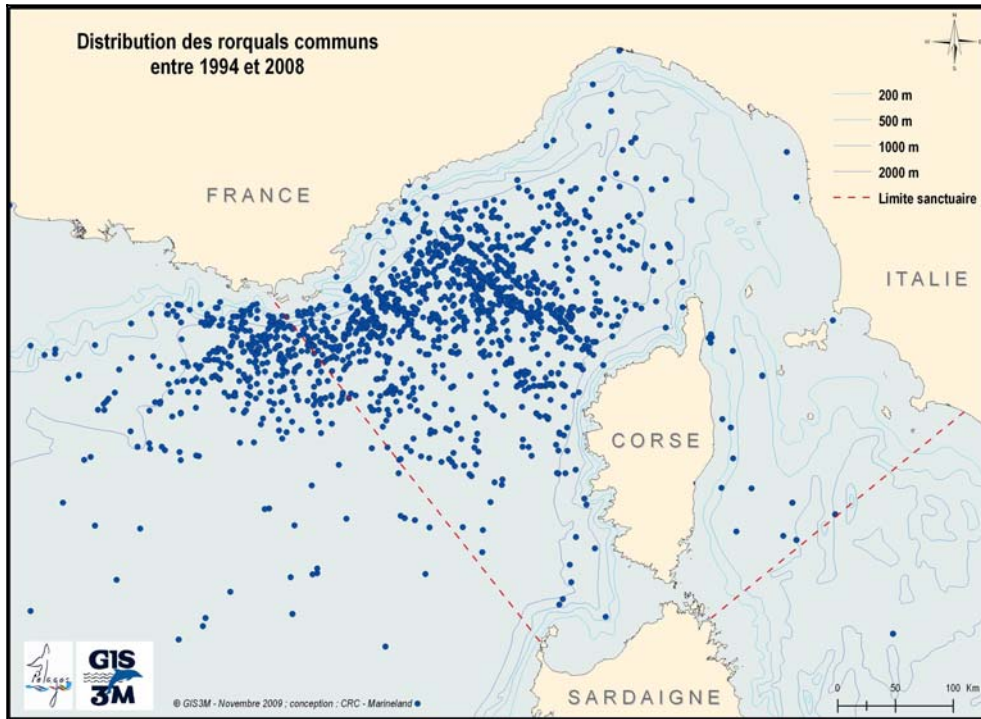 Distribution des rorquals communs
entre 1994 et 2008
N
W
E
S
200 m
500 m
1000 m
2000 m
Limite sanctuaire
FRANCE
ITALIE
CORSE
SARDAIGNE
Pelagos
GIS
3M
© GIS3M - Novembre 2009 ; conception : CRC - Marineland
0 50 100 Km